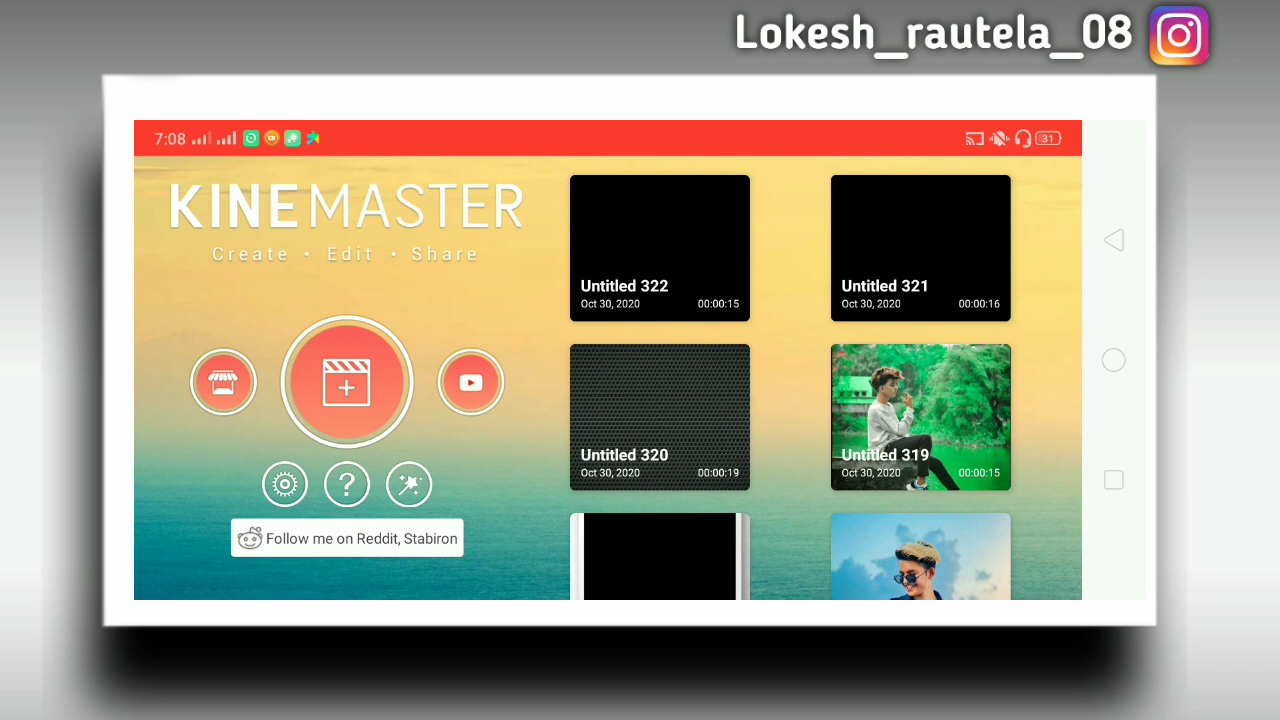 Lokesh_rautela_08
7:08
31
KINEMASTER
Create • Edit • Share
Follow me on Reddit, Stabiron
Untitled 322
Oct 30, 2020 00:00:15
Untitled 321
Oct 30, 2020 00:00:16
Untitled 320
Oct 30, 2020 00:00:19
Untitled 319
Oct 30, 2020 00:00:15